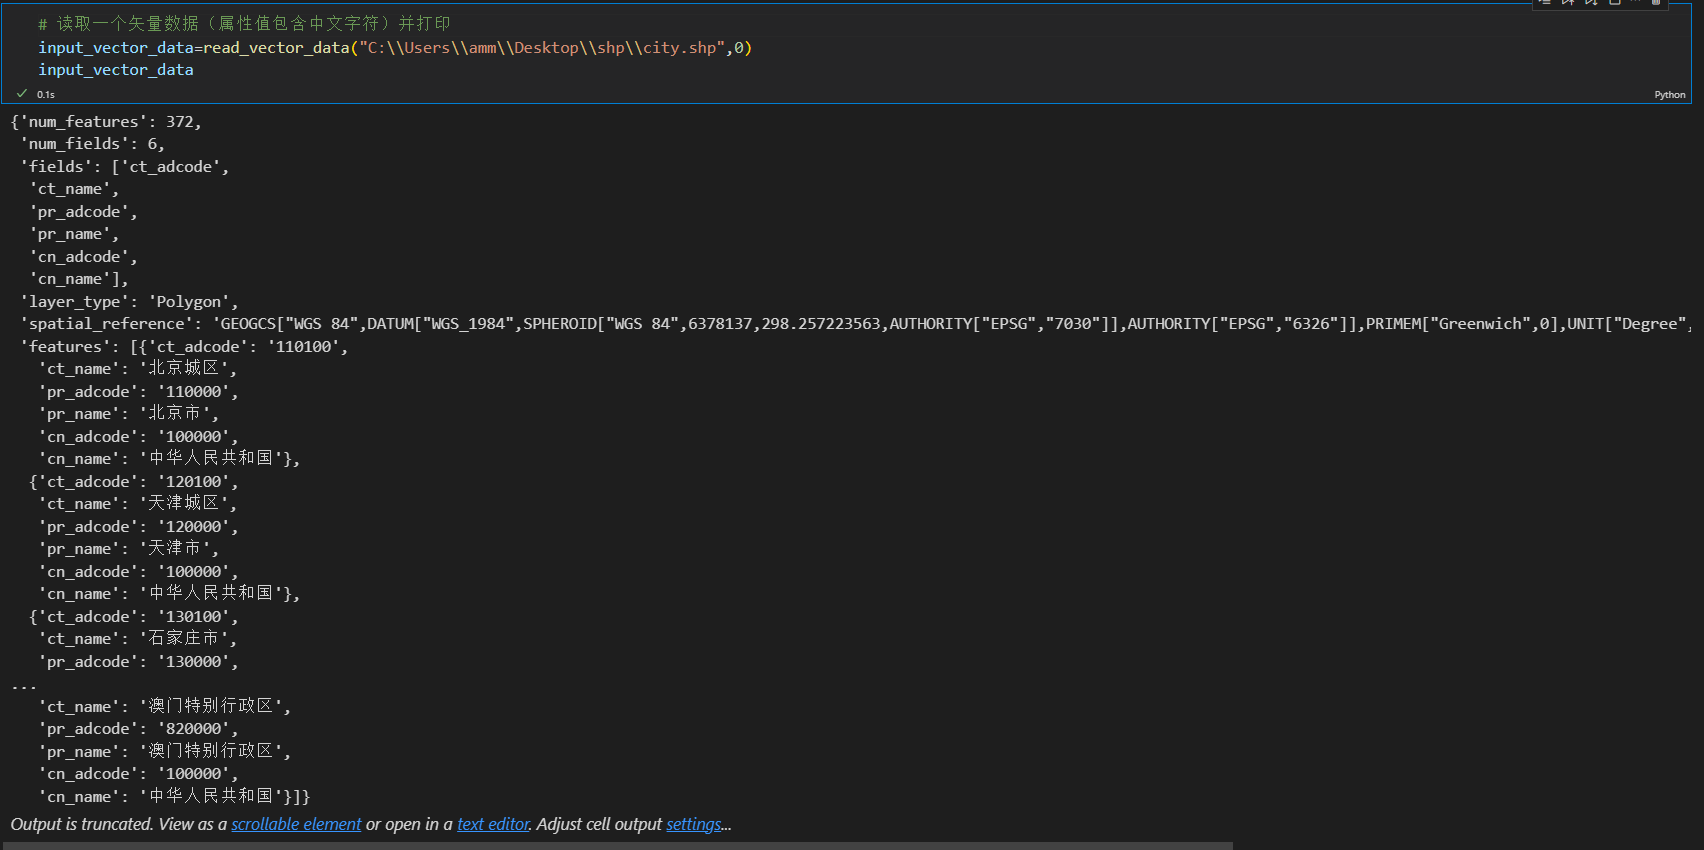 # 读取一个矢量数据（属性值包含中文字符）并打印
input_vector_data=read_vector_data("C:\\Users\\amm\\Desktop\\shp\\city.shp",0)
input_vector_data
0.1s
Python
{'num_features': 372,
'num_fields': 6,
'fields': ['ct_adcode',
'ct_name',
'pr_adcode',
'pr_name',
'cn_adcode',
'cn_name'],
'layer_type': 'Polygon',
'spatial_reference': 'GEOGCS["WGS 84",DATUM["WGS_1984",SPHEROID["WGS 84",6378137,298.257223563,AUTHORITY["EPSG","7030"]],AUTHORITY["EPSG","6326"]],PRIMEM["Greenwich",0],UNIT["Degree",
'features': [{'ct_adcode': '110100',
'ct_name': '北京城区',
'pr_adcode': '110000',
'pr_name': '北京市',
'cn_adcode': '100000',
'cn_name': '中华人民共和国'},
{'ct_adcode': '120100',
'ct_name': '天津城区',
'pr_adcode': '120000',
'pr_name': '天津市',
'cn_adcode': '100000',
'cn_name': '中华人民共和国'},
{'ct_adcode': '130100',
'ct_name': '石家庄市',
'pr_adcode': '130000',
...
'ct_name': '澳门特别行政区',
'pr_adcode': '820000',
'pr_name': '澳门特别行政区',
'cn_adcode': '100000',
'cn_name': '中华人民共和国'}]}
Output is truncated. View as a scrollable element or open in a text editor. Adjust cell output settings...